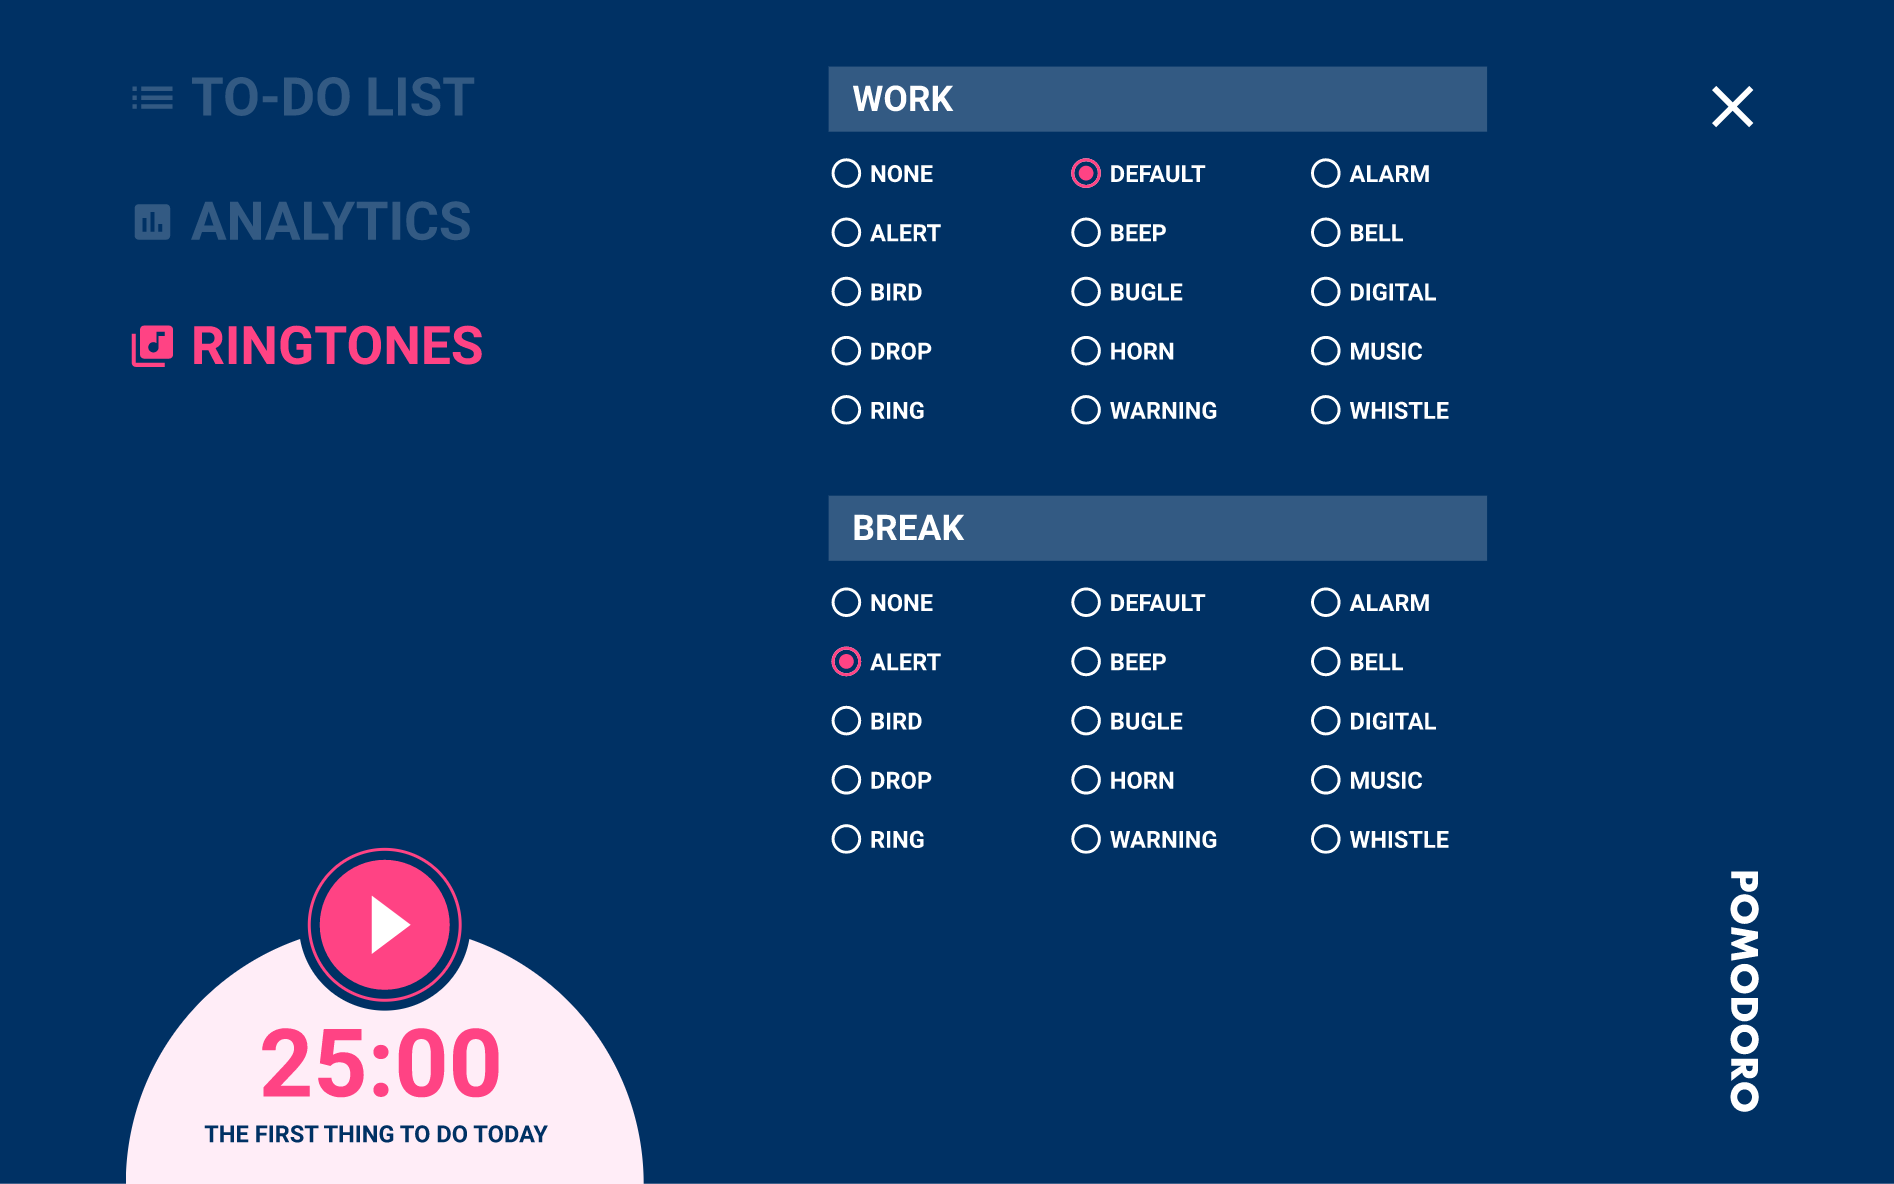 TO-DO LIST
ANALYTICS
RINGTONES
WORK
NONE DEFAULT ALARM
ALERT BEEP BELL
BIRD BUGLE DIGITAL
DROP HORN MUSIC
RING WARNING WHISTLE
BREAK
NONE DEFAULT ALARM
ALERT BEEP BELL
BIRD BUGLE DIGITAL
DROP HORN MUSIC
RING WARNING WHISTLE
25:00
THE FIRST THING TO DO TODAY
POMODORO